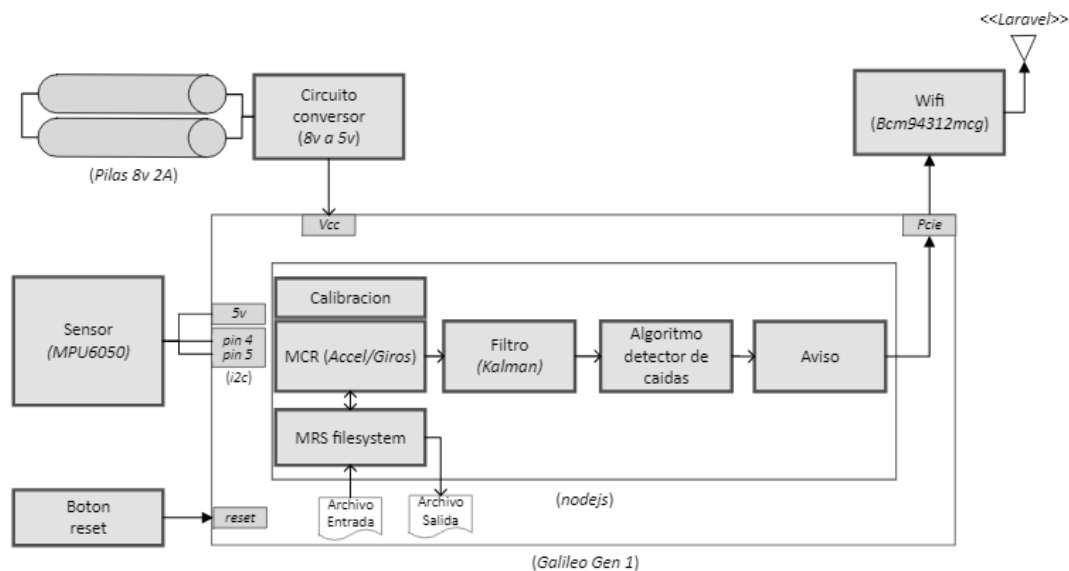 <<Laravel>>
Circuito
conversor
(8v a 5v)
Wifi
(Bcm94312mcg)
(Pilas 8v 2A)
Vcc
Pcie
Sensor
(MPU6050)
5v
pin 4
pin 5
(i2c)
Calibracion
MCR (Accel/Giros)
Filtro
(Kalman)
Algoritmo
detector de
caidas
Aviso
MRS filesystem
Archivo
Entrada
Archivo
Salida
(nodejs)
Boton
reset
reset
(Galileo Gen 1)